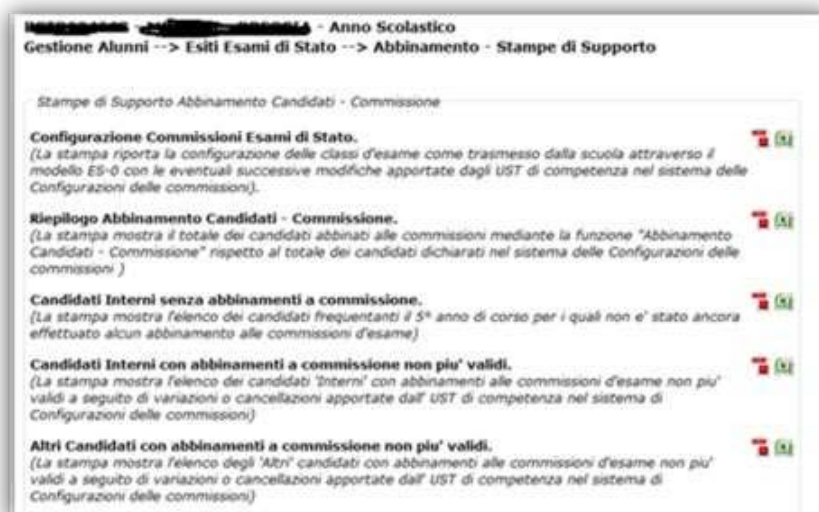 - Anno Scolastico
Gestione Alunni --> Esiti Esami di Stato --> Abbinamento - Stampe di Supporto
Stampe di Supporto Abbinamento Candidati - Commissione
Configurazione Commissioni Esami di Stato.
(La stampa riporta la configurazione delle classi d'esame come trasmesso dalla scuola attraverso il
modello ES-0 con le eventuali successive modifiche apportate dagli UST di competenza nel sistema delle
Configurazioni delle commissioni).
Riepilogo Abbinamento Candidati - Commissione.
(La stampa mostra il totale dei candidati abbinati alle commissioni mediante la funzione "Abbinamento
Candidati - Commissione" rispetto al totale dei candidati dichiarati nel sistema delle Configurazioni delle
commissioni )
Candidati Interni senza abbinamenti a commissione.
(La stampa mostra l'elenco dei candidati frequentanti il 5° anno di corso per i quali non e' stato ancora
effettuato alcun abbinamento alle commissioni d'esame)
Candidati Interni con abbinamenti a commissione non piu' validi.
(La stampa mostra l'elenco dei candidati 'Interni' con abbinamenti alle commissioni d'esame non piu'
validi a seguito di variazioni o cancellazioni apportate dall' UST di competenza nel sistema di
Configurazioni delle commissioni)
Altri Candidati con abbinamenti a commissione non piu' validi.
(La stampa mostra l'elenco degli 'Altri' candidati con abbinamenti alle commissioni d'esame non piu'
validi a seguito di variazioni o cancellazioni apportate dall' UST di competenza nel sistema di
Configurazioni delle commissioni)